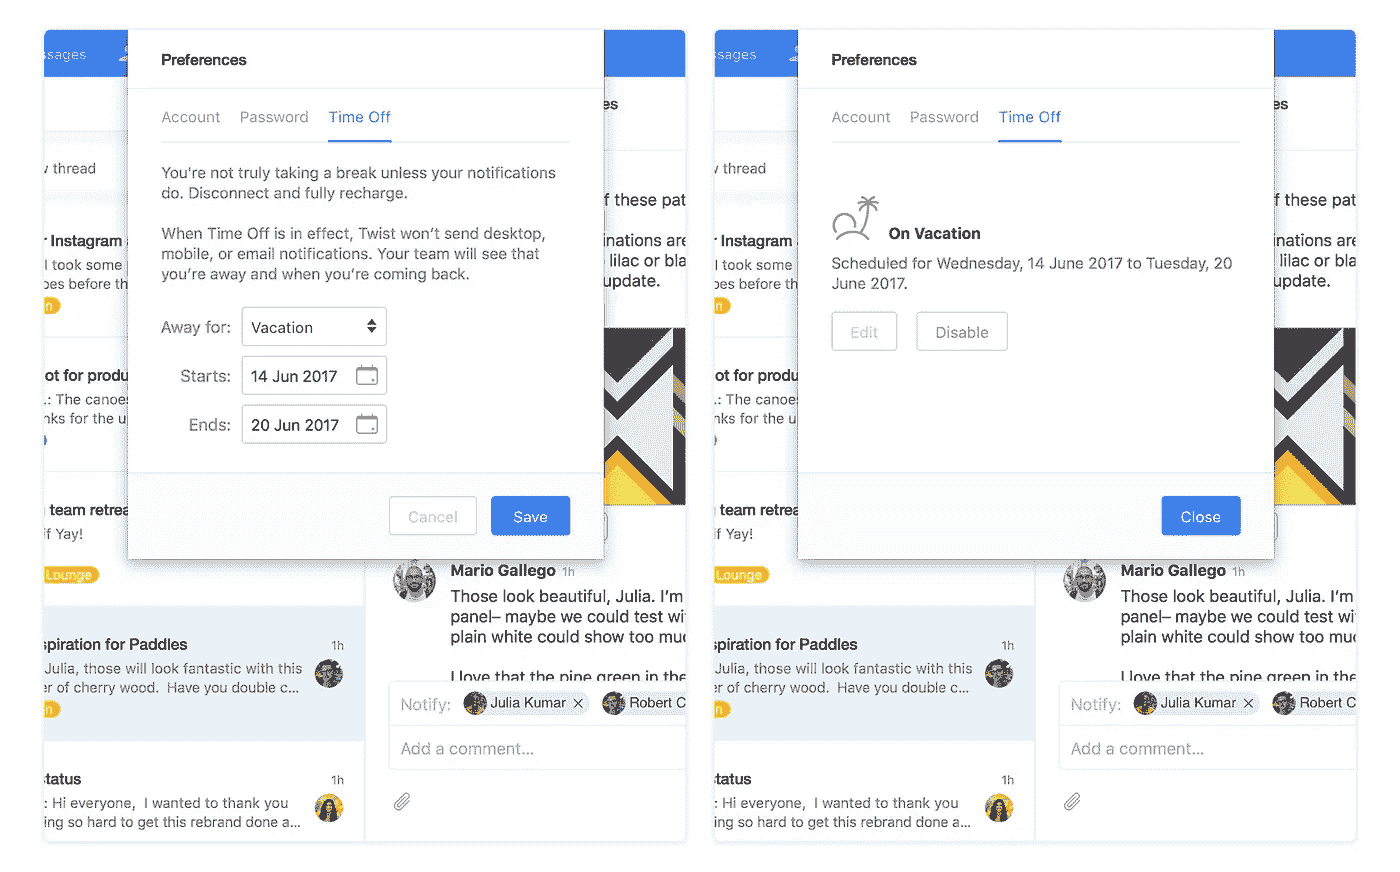 ssages
Preferences
Account Password Time Off
es
w thread
You're not truly taking a break unless your notifications
do. Disconnect and fully recharge.
f these pat
When Time Off is in effect, Twist won't send desktop,
mobile, or email notifications. Your team will see that
you're away and when you're coming back.
r Instagram
I took some
pes before th
n
inations are
lilac or bla
update.
Away for: Vacation
Starts: 14 Jun 2017
Ends: 20 Jun 2017
ot for produ
.: The canoes
nks for the u
Cancel Save
g team retrea
if Yay!
Lounge
Mario Gallego 1h
Those look beautiful, Julia. I'm
panel– maybe we could test wi
plain white could show too muc
I love that the pine green in the
spiration for Paddles 1h
Julia, those will look fantastic with this
er of cherry wood. Have you double c...
n
Notify: Julia Kumar × Robert C
Add a comment...
tatus 1h
: Hi everyone, I wanted to thank you
ing so hard to get this rebrand done a...
ssages
Preferences
Account Password Time Off
es
w thread
f these pat
On Vacation
Scheduled for Wednesday, 14 June 2017 to Tuesday, 20
June 2017.
Edit Disable
r Instagram
I took some
pes before th
n
inations are
lilac or bla
update.
ot for produ
.: The canoes
nks for the u
Close
g team retrea
if Yay!
Lounge
Mario Gallego 1h
Those look beautiful, Julia. I'm
panel– maybe we could test wi
plain white could show too muc
I love that the pine green in the
spiration for Paddles 1h
Julia, those will look fantastic with this
er of cherry wood. Have you double c...
n
Notify: Julia Kumar × Robert C
Add a comment...
tatus 1h
: Hi everyone, I wanted to thank you
ing so hard to get this rebrand done a...